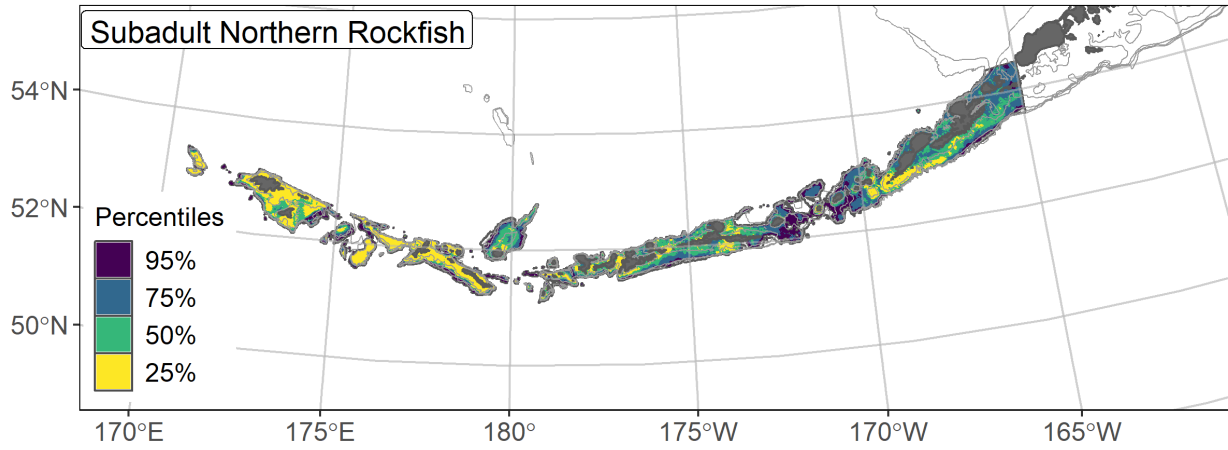 Subadult Northern Rockfish
54°N
52°N
50°N
Percentiles
95%
75%
50%
25%
170°E
175°E
180°
175°W
170°W
165°W